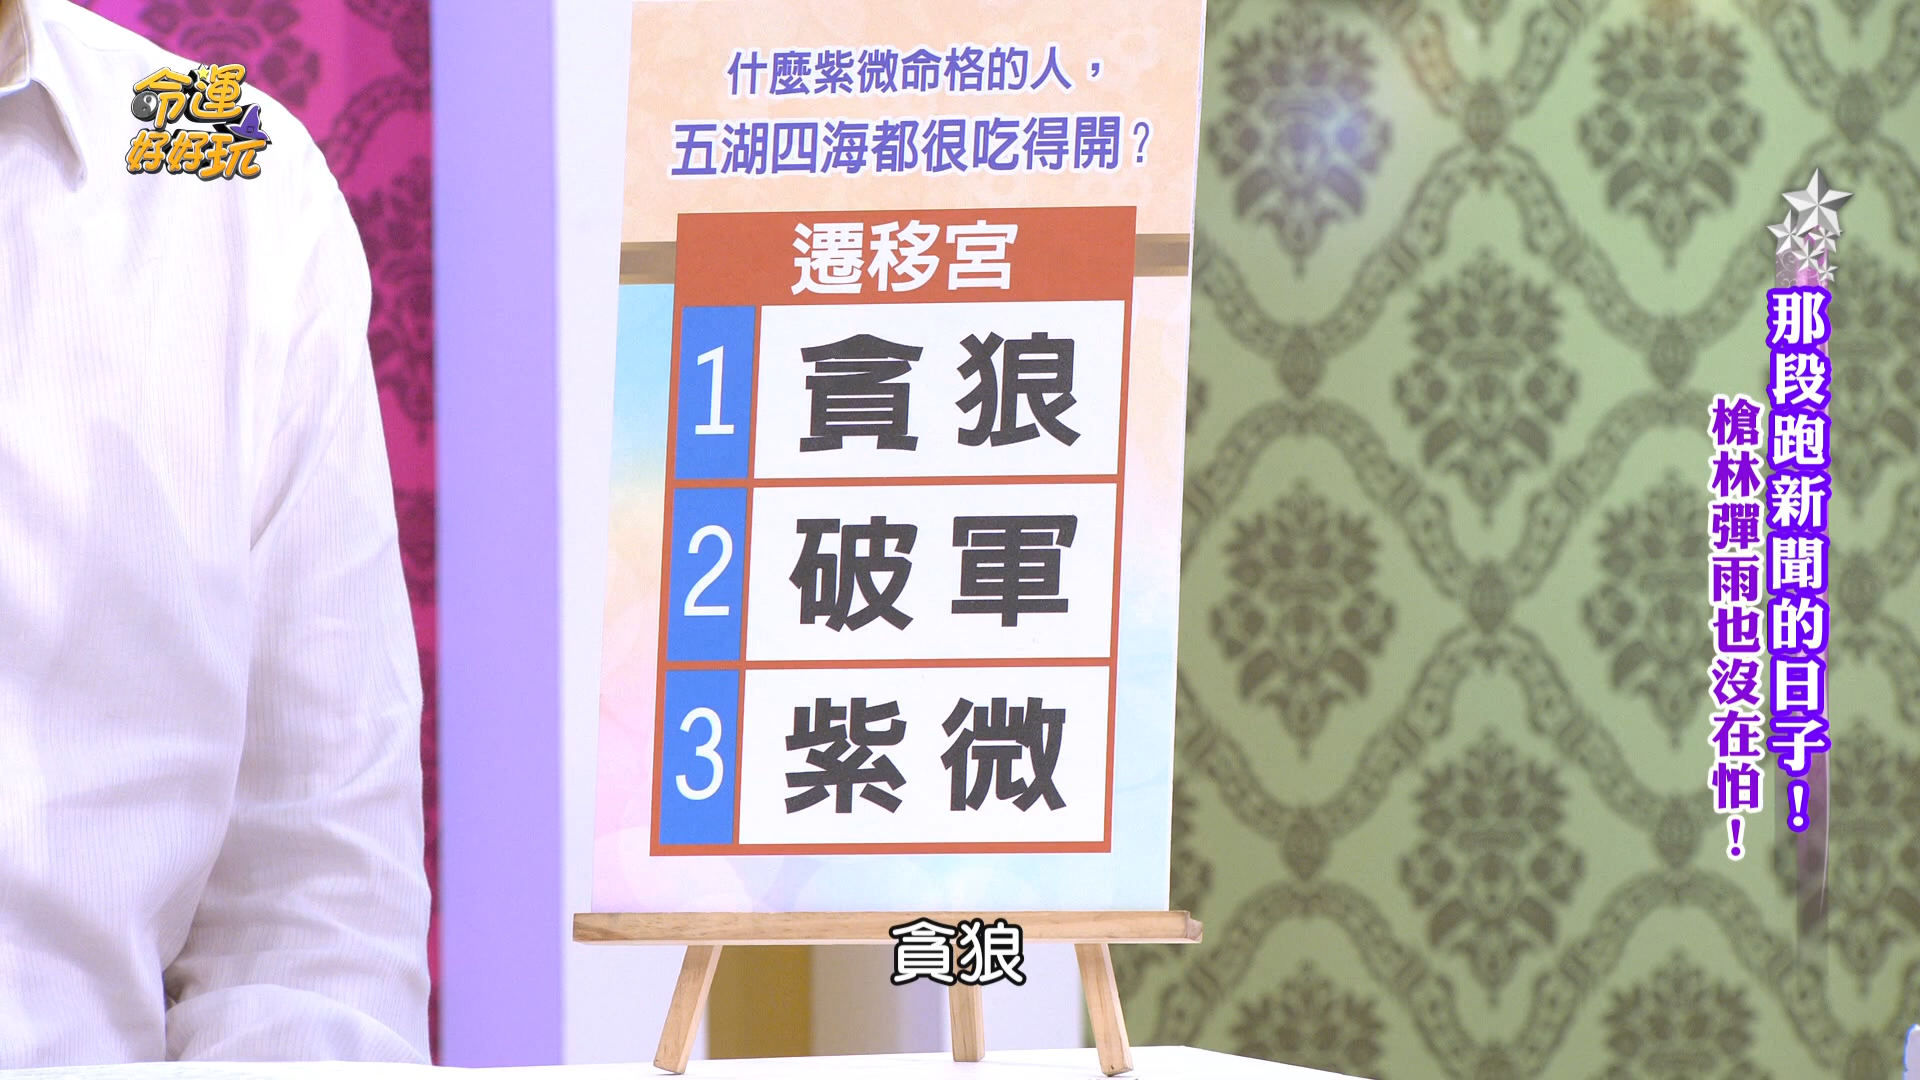 命運
好好玩
什麼紫微命格的人，
五湖四海都很吃得開？
遷移宮
1 貪狼
2 破軍
3 紫微
那段跑新聞的日子！
槍林彈雨也沒在怕！
貪狼